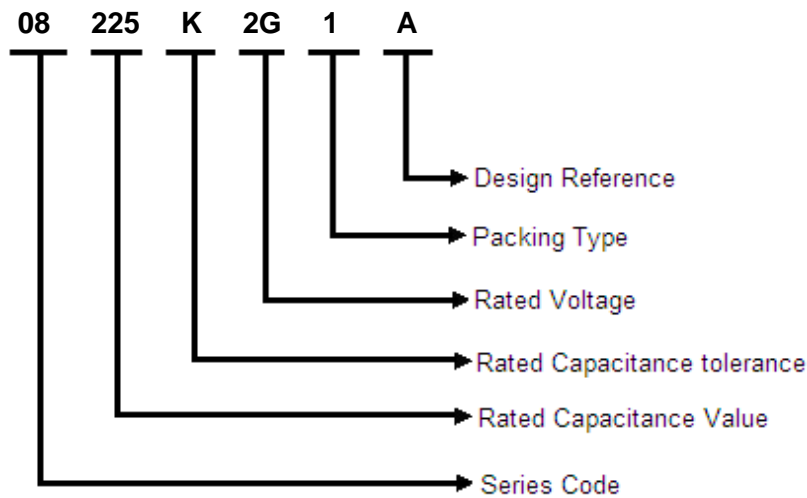 08 225 K 2G 1 A
Design Reference
Packing Type
Rated Voltage
Rated Capacitance tolerance
Rated Capacitance Value
Series Code